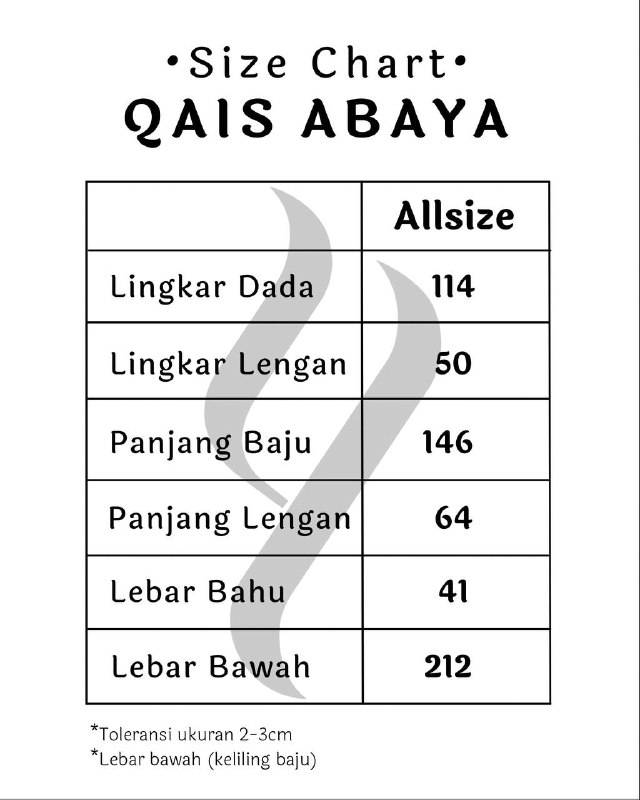 •Size Chart•
QAIS ABAYA
Allsize
Lingkar Dada 114
Lingkar Lengan 50
Panjang Baju 146
Panjang Lengan 64
Lebar Bahu 41
Lebar Bawah 212
*Toleransi ukuran 2-3cm
*Lebar bawah (keliling baju)